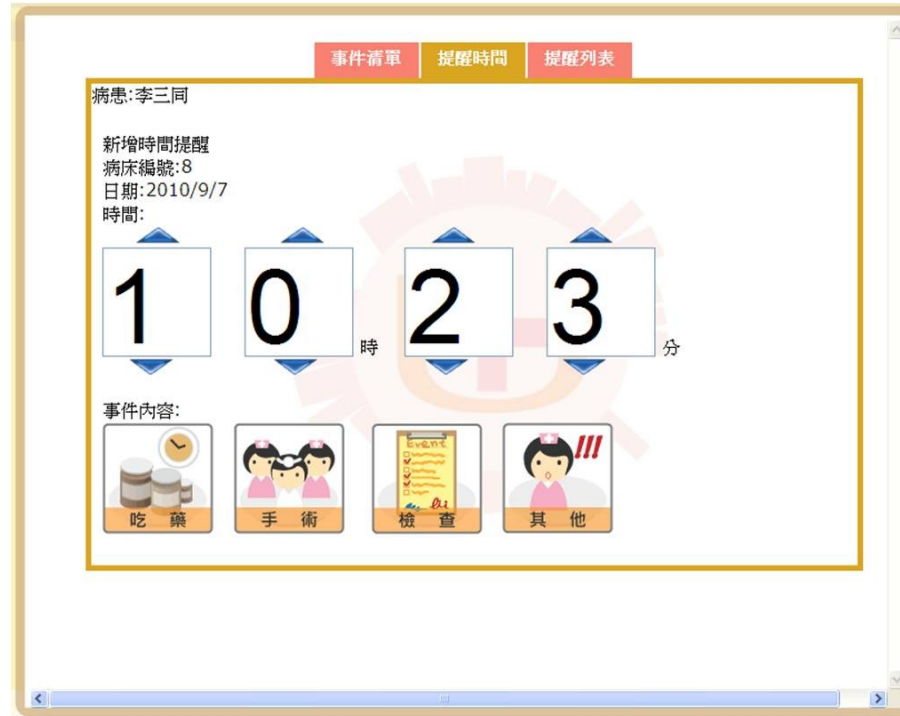 事件清單 提醒時間 提醒列表
病患:李三同
新增時間提醒
病床編號:8
日期:2010/9/7
時間:
1 0 時 2 3 分
事件內容:
吃藥 手術 Event 檢查 其他